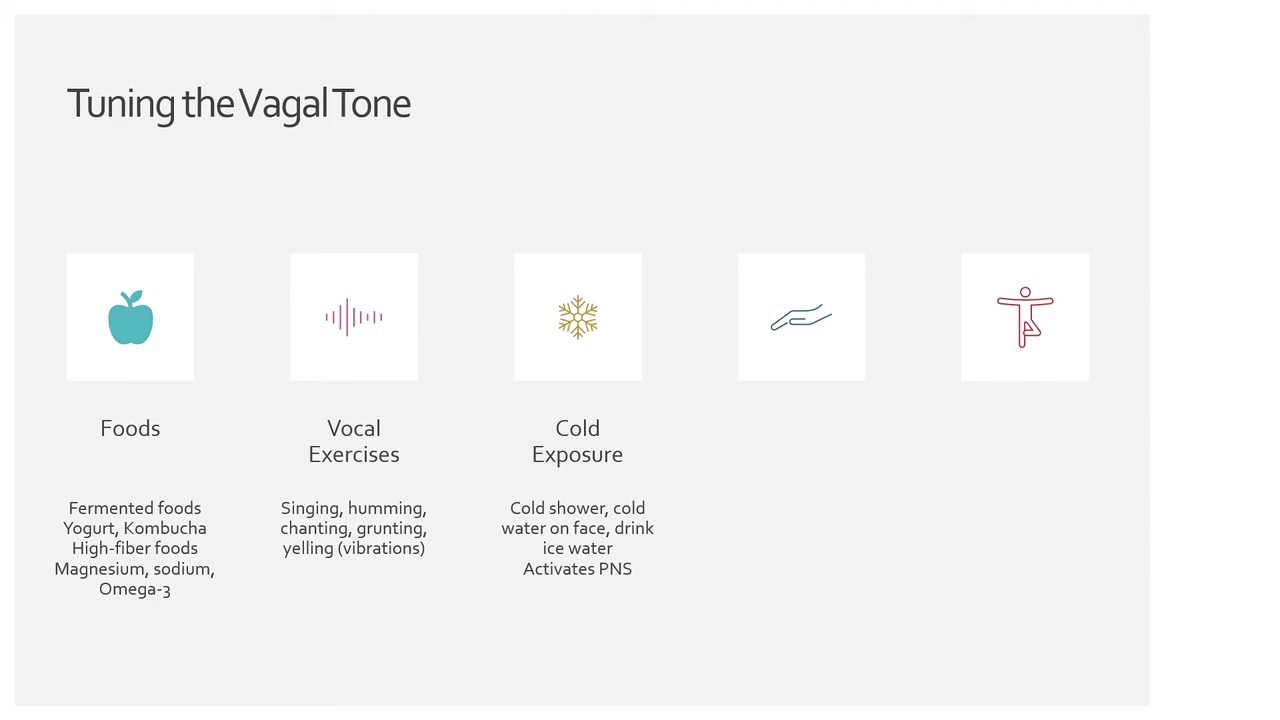 Tuning the Vagal Tone
Foods
Fermented foods
Yogurt, Kombucha
High-fiber foods
Magnesium, sodium,
Omega-3
Vocal
Exercises
Singing, humming,
chanting, grunting,
yelling (vibrations)
Cold
Exposure
Cold shower, cold
water on face, drink
ice water
Activates PNS